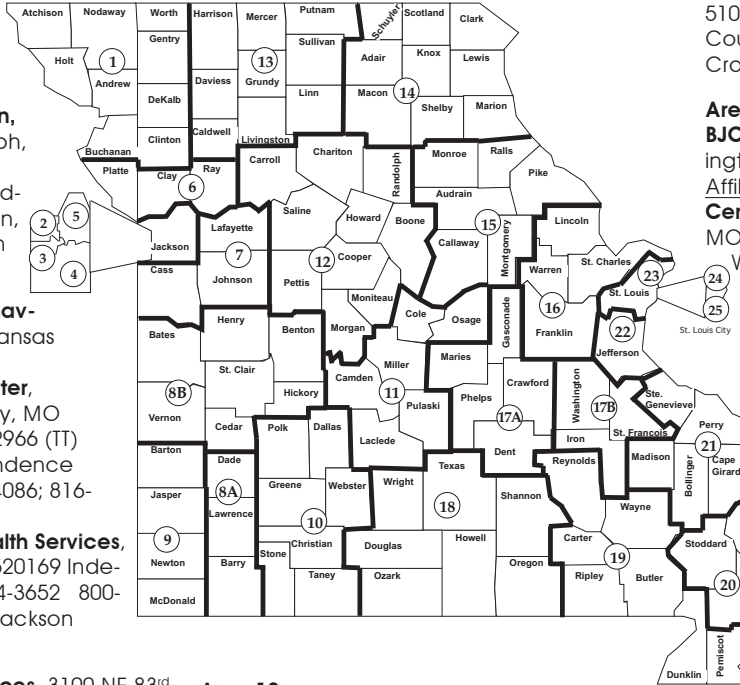 n,
ph,
d-
n,
n
nav-
ansas
ter,
y, MO
2966 (TT)
ndence
4086; 816-
alth Services,
520169 Inde-
4-3652 800-
ackson
ces, 3100 NE 83rd
510
Cou
Cra
Are
BJC
ingt
Affil
Cen
MO
W
Atchison Nodaway Worth Harrison Mercer Putnam Schuyler Scotland Clark
Gentry Sullivan Adair Knox Lewis
Holt 1 Andrew Daviess 13 Grundy Linn Macon 14
DeKalb Shelby Marion
Clinton Caldwell Livingston
Buchanan Carroll Chariton Randolph Monroe Ralls
Platte Clay Ray Pike
6 Audrain
2 5 Saline Howard Boone 15 Lincoln
3 4 Jackson Lafayette Callaway Montgomery
Cass 7 12 Cooper Warren St. Charles 23 24
Johnson Pettis St. Louis 25
Moniteau Cole Osage Gasconade 16 St. Louis City
Henry Benton Morgan Franklin 22
Bates Miller Maries Jefferson
St. Clair Camden Crawford Washington
8B Hickory 11 Pulaski Phelps 17B Ste. Genevieve
Vernon Cedar Polk Dallas Laclede 17A St. Francois Perry
Barton Dade Dent Iron 21
Texas Reynolds Madison Bollinger Cape Girard
Jasper 8A Greene Webster Wright Shannon
Lawrence 18 Wayne
9 10 Christian Douglas Howell Carter Stoddard
Newton Barry Stone Oregon 19
Taney Ozark Ripley Butler 20
McDonald
Dunklin Pemiscot